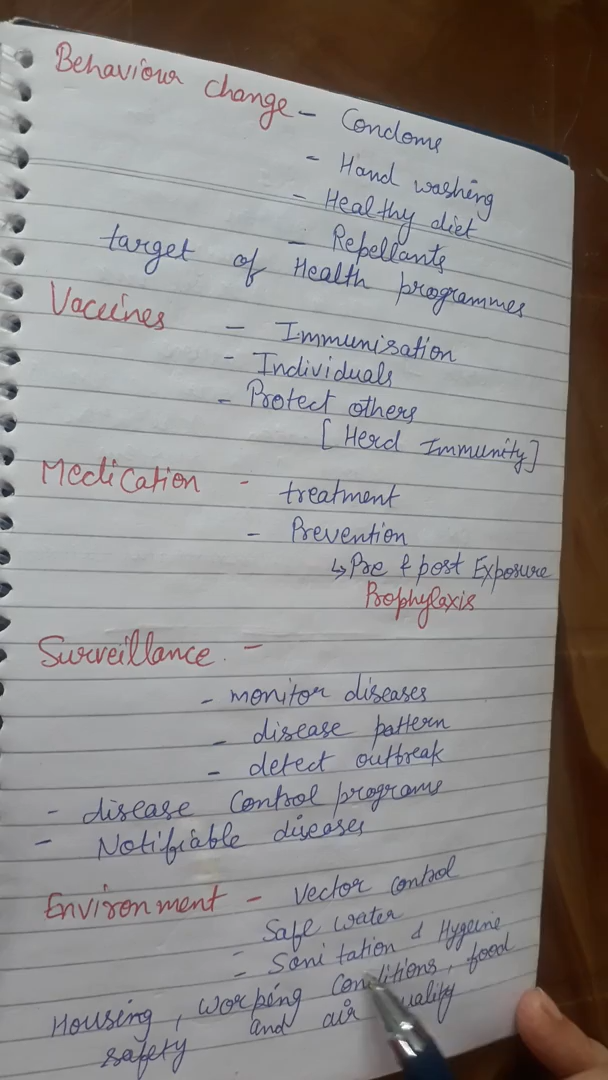 Behaviour change - Condoms
- Hand washing
- Healthy diet
- Repellants
target of Health programmes
Vaccines - Immunisation
- Individuals
- Protect others
[Herd Immunity]
Medication - treatment
- Prevention
↳ Pre & post Exposure
Prophylaxis
Surveillance. -
- monitor diseases
- disease pattern
- detect outbreak
- disease Control programs
- Notifiable diseases
Environment - Vector control
Safe water
- Sanitation & Hygeine
Housing, working conditions, food
safety and air quality